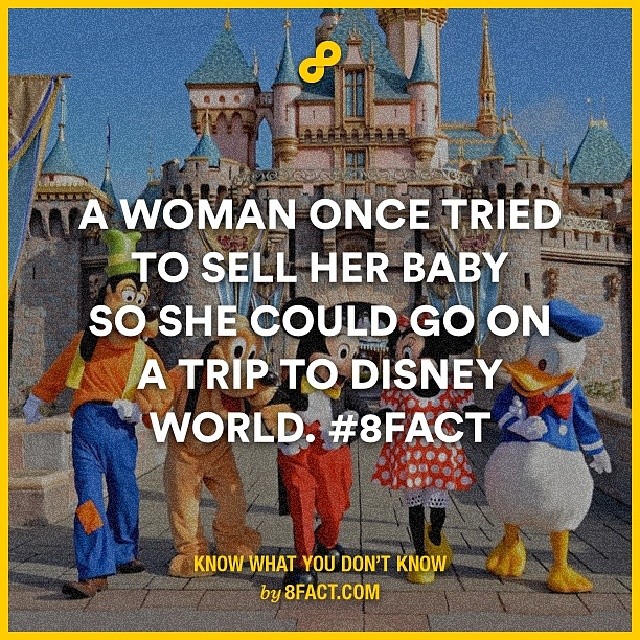 A WOMAN ONCE TRIED
TO SELL HER BABY
SO SHE COULD GO ON
A TRIP TO DISNEY
WORLD. #8FACT
KNOW WHAT YOU DON'T KNOW
by 8FACT.COM